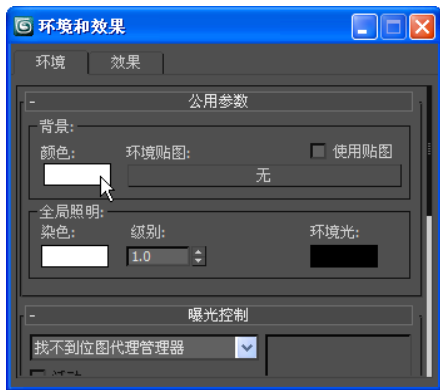 环境和效果
环境 效果
- 公用参数
背景:
颜色: 环境贴图: 使用贴图
无
全局照明:
染色: 级别: 环境光:
1.0
- 曝光控制
找不到位图代理管理器